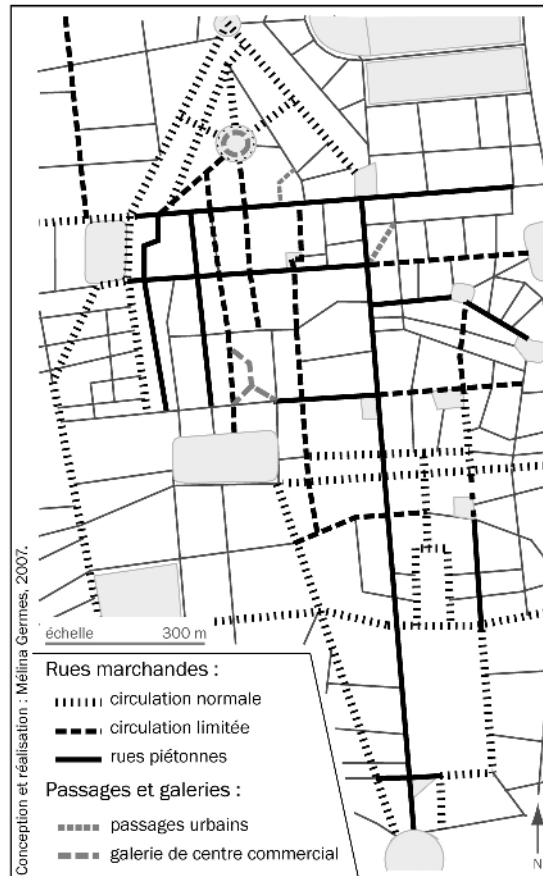 échelle 300 m
Rues marchandes :
circulation normale
circulation limitée
rues piétonnes
Passages et galeries :
passages urbains
galerie de centre commercial
N
Conception et réalisation : Mélina Germes, 2007.